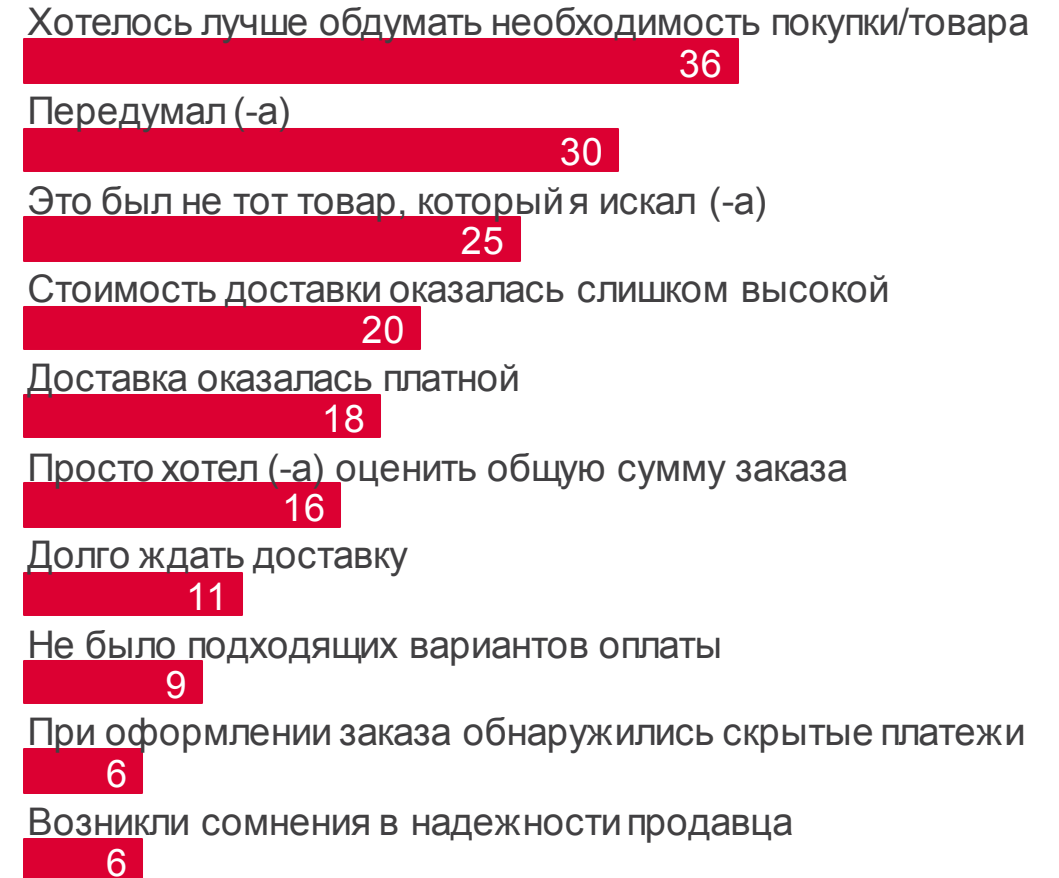 Хотелось лучше обдумать необходимость покупки/товара
36
Передумал (-а)
30
Это был не тот товар, который я искал (-а)
25
Стоимость доставки оказалась слишком высокой
20
Доставка оказалась платной
18
Просто хотел (-а) оценить общую сумму заказа
16
Долго ждать доставку
11
Не было подходящих вариантов оплаты
9
При оформлении заказа обнаружились скрытые платежи
6
Возникли сомнения в надежности продавца
6